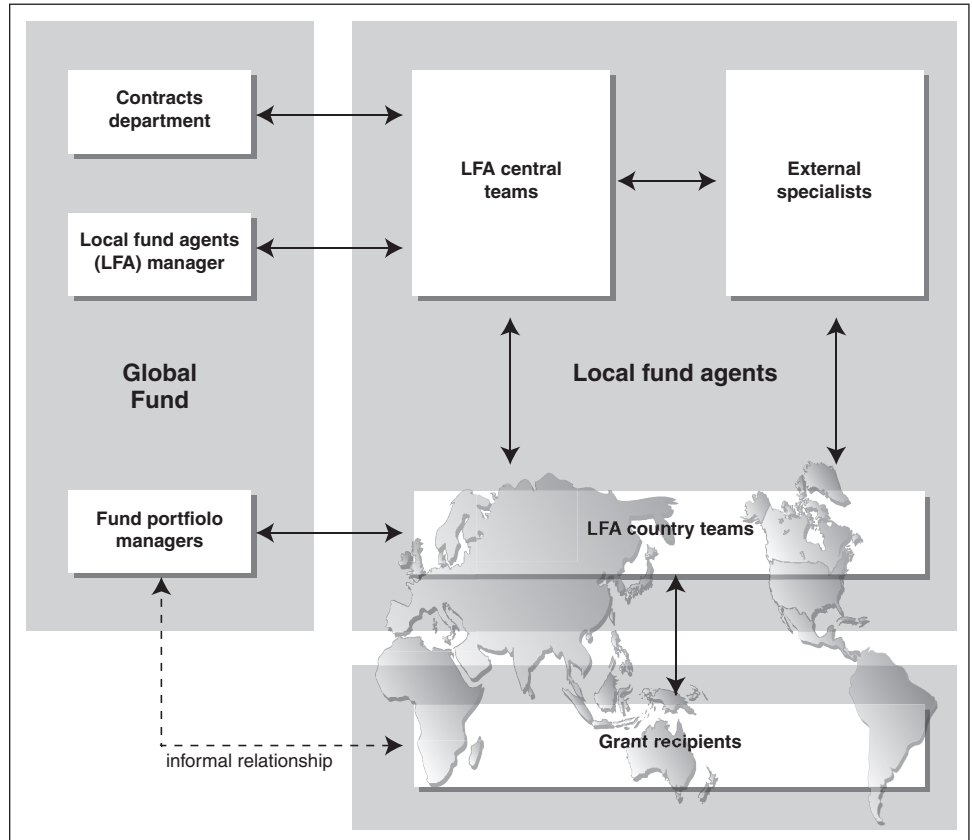 Contracts
department
Local fund agents
(LFA) manager
Global
Fund
Fund portfiolo
managers
informal relationship
LFA central
teams
External
specialists
Local fund agents
LFA country teams
Grant recipients